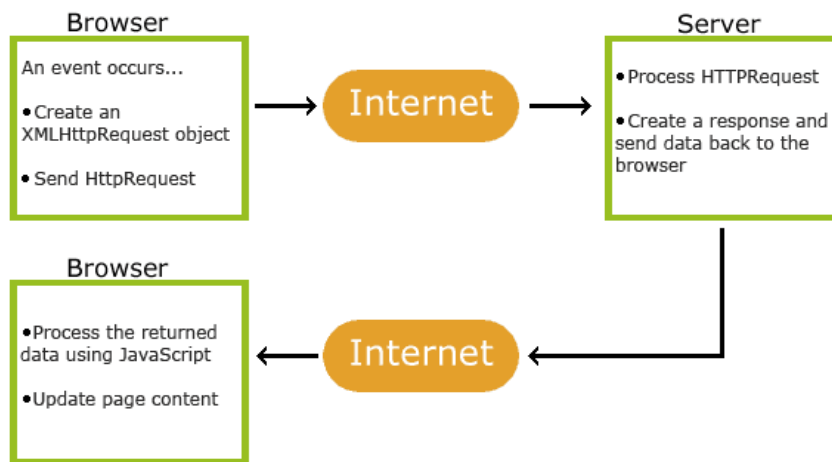 Browser
An event occurs...
•Create an
XMLHttpRequest object
• Send HttpRequest
Internet
Server
•Process HTTPRequest
•Create a response and
send data back to the
browser
Browser
•Process the returned
data using JavaScript
•Update page content
Internet